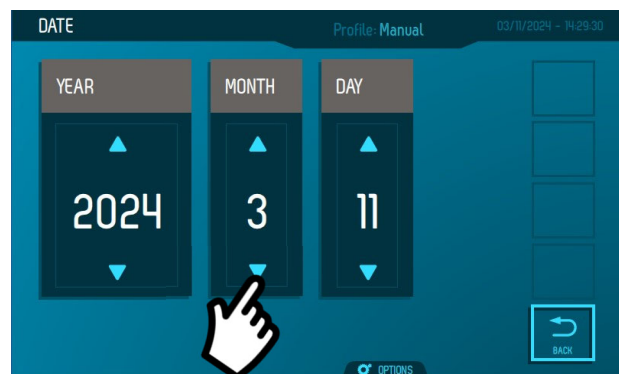 DATE
Profile: Manual
03/11/2024 - 14:29:30
YEAR
MONTH
DAY
2024
3
11
BACK
OPTIONS